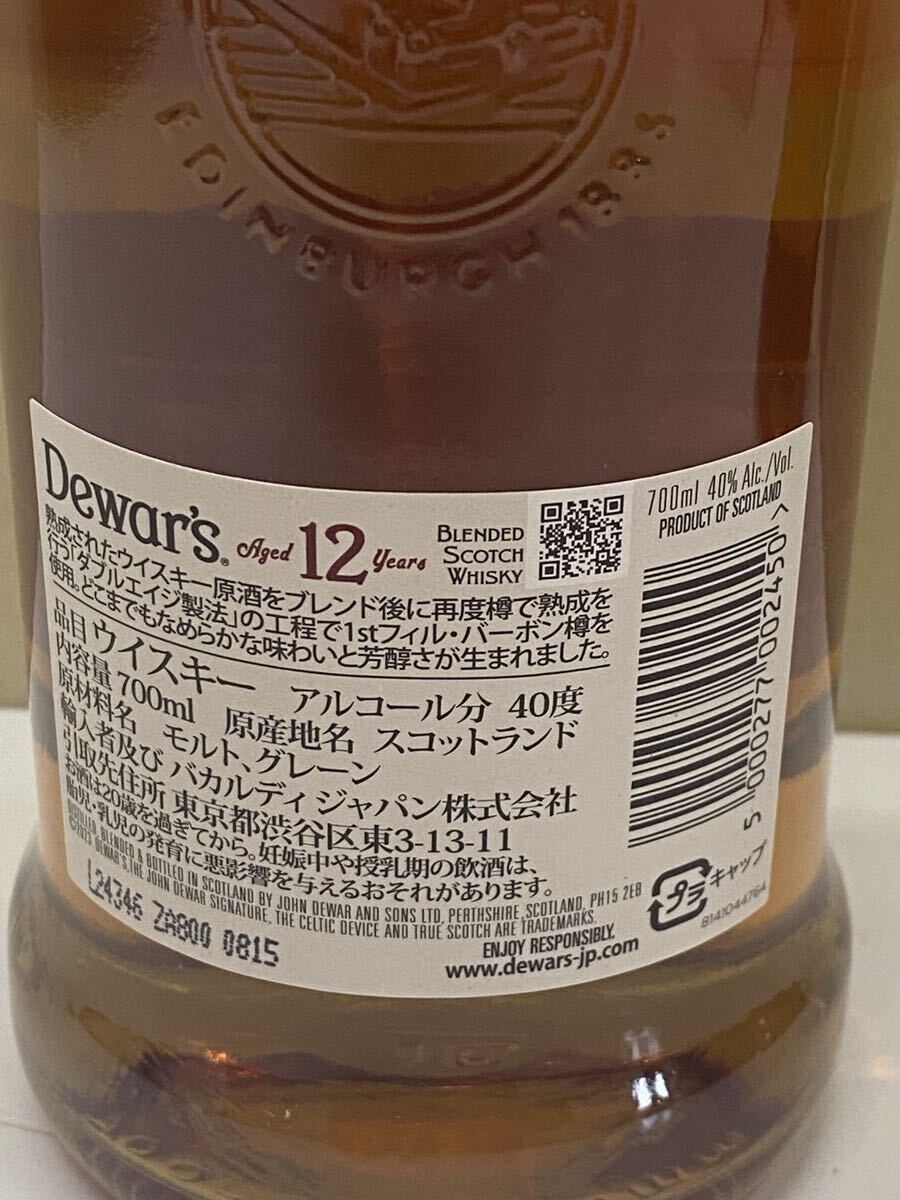 EDINBURGH 1885
Dewar's®
Aged 12 Years
BLENDED
SCOTCH
WHISKY
700ml 40% Alc./Vol.
PRODUCT OF SCOTLAND
熟成されたウイスキー原酒をブレンド後に再度樽で熟成を
行う「ダブルエイジ製法」の工程で1stフィル・バーボン樽を
使用。どこまでもなめらかな味わいと芳醇さが生まれました。
品目 ウイスキー アルコール分 40度
内容量 700ml 原産地名 スコットランド
原材料名 モルト、グレーン
輸入者及び バカルディ ジャパン株式会社
引取先住所 東京都渋谷区東3-13-11
お酒は20歳を過ぎてから。妊娠中や授乳期の飲酒は、
胎児・乳児の発育に悪影響を与えるおそれがあります。
DISTILLED, BLENDED & BOTTLED IN SCOTLAND BY JOHN DEWAR AND SONS LTD, PERTHSHIRE, SCOTLAND, PH15 2EB
©2023 DEWAR'S, THE JOHN DEWAR SIGNATURE, THE CELTIC DEVICE AND TRUE SCOTCH ARE TRADEMARKS.
ENJOY RESPONSIBLY.
www.dewars-jp.com
L24346 ZA800 0815
5 000277 002450 >
プラ キャップ
8141044764